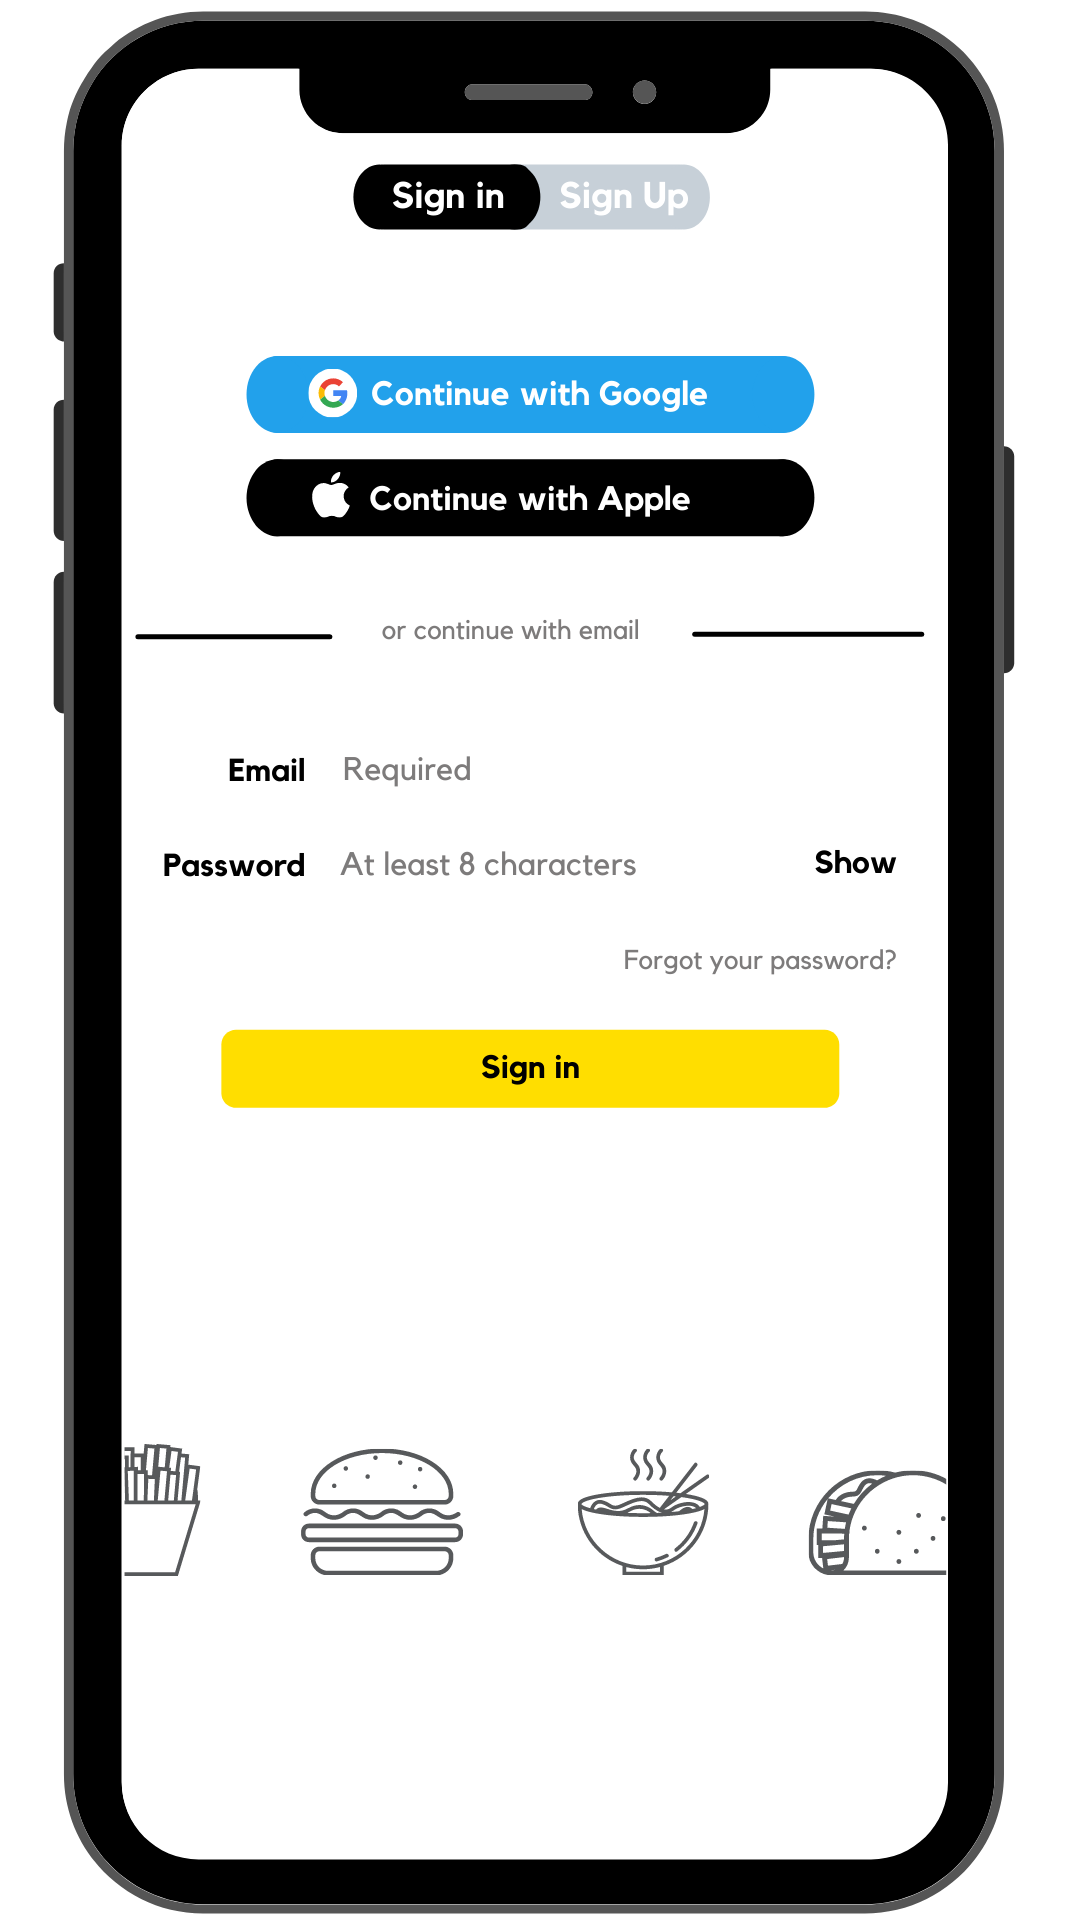 Sign in Sign Up
Continue with Google
Continue with Apple
or continue with email
Email Required
Password At least 8 characters Show
Forgot your password?
Sign in